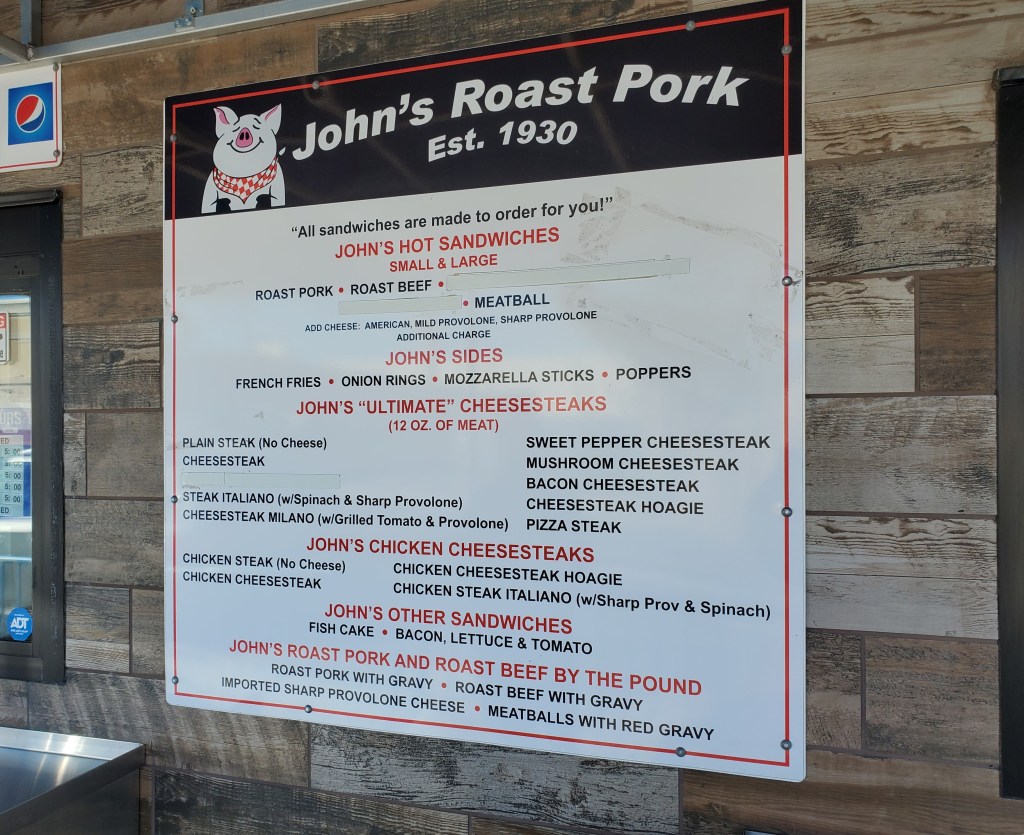 John's Roast Pork
Est. 1930
"All sandwiches are made to order for you!"
JOHN'S HOT SANDWICHES
SMALL & LARGE
ROAST PORK • ROAST BEEF •
• MEATBALL
ADD CHEESE: AMERICAN, MILD PROVOLONE, SHARP PROVOLONE
ADDITIONAL CHARGE
JOHN'S SIDES
FRENCH FRIES • ONION RINGS • MOZZARELLA STICKS • POPPERS
JOHN'S "ULTIMATE" CHEESESTEAKS
(12 OZ. OF MEAT)
PLAIN STEAK (No Cheese)
CHEESESTEAK
STEAK ITALIANO (w/Spinach & Sharp Provolone)
CHEESESTEAK MILANO (w/Grilled Tomato & Provolone)
SWEET PEPPER CHEESESTEAK
MUSHROOM CHEESESTEAK
BACON CHEESESTEAK
CHEESESTEAK HOAGIE
PIZZA STEAK
JOHN'S CHICKEN CHEESESTEAKS
CHICKEN STEAK (No Cheese)
CHICKEN CHEESESTEAK
CHICKEN CHEESESTEAK HOAGIE
CHICKEN STEAK ITALIANO (w/Sharp Prov & Spinach)
JOHN'S OTHER SANDWICHES
FISH CAKE • BACON, LETTUCE & TOMATO
JOHN'S ROAST PORK AND ROAST BEEF BY THE POUND
ROAST PORK WITH GRAVY • ROAST BEEF WITH GRAVY
IMPORTED SHARP PROVOLONE CHEESE • MEATBALLS WITH RED GRAVY
ADT